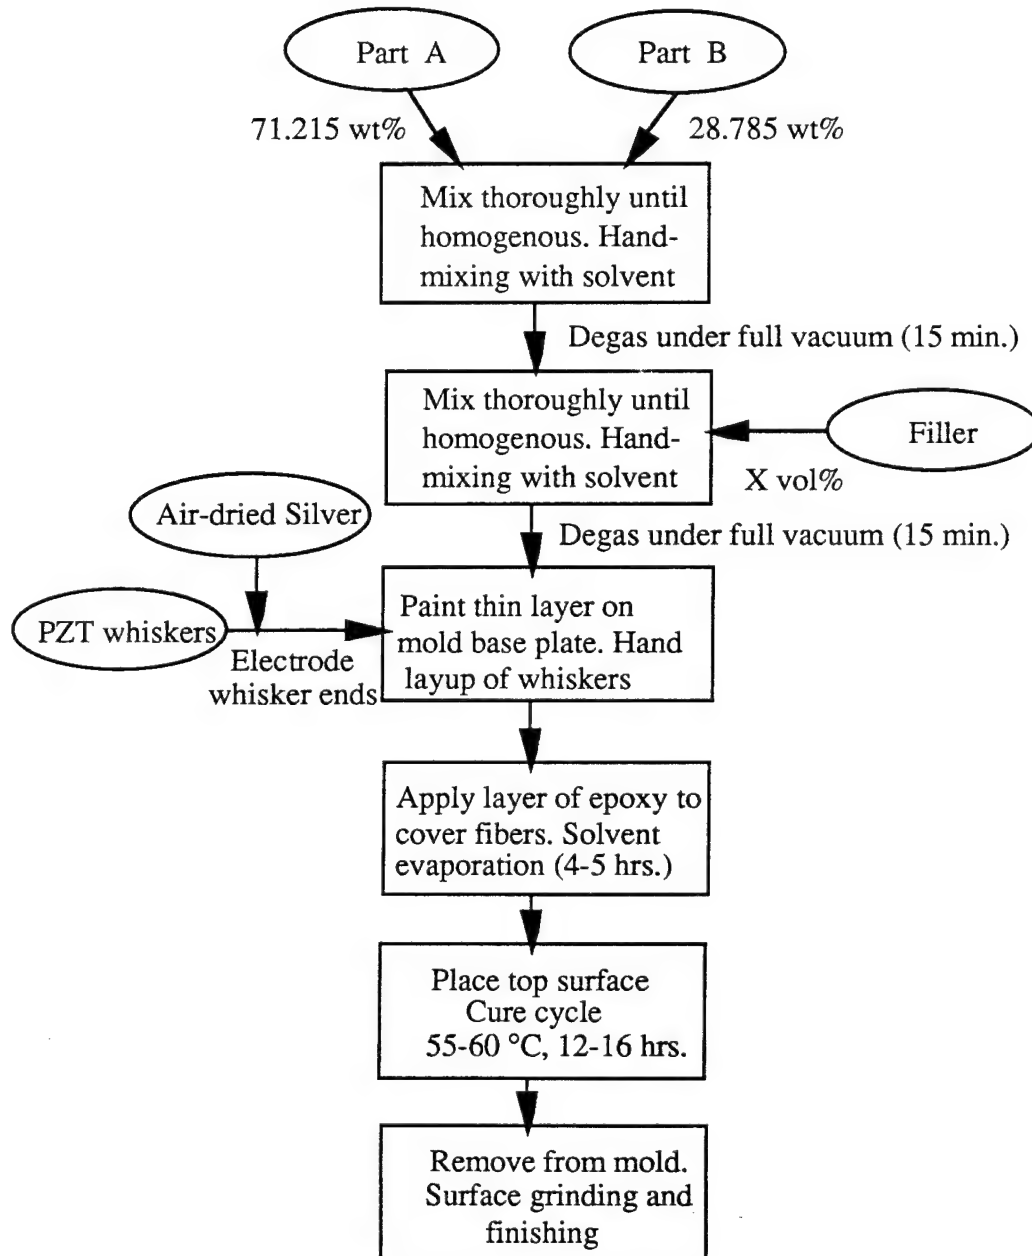 Part A
Part B
71.215 wt%
28.785 wt%
Mix thoroughly until
homogenous. Hand-
mixing with solvent
Degas under full vacuum (15 min.)
Mix thoroughly until
homogenous. Hand-
mixing with solvent
Filler
X vol%
Air-dried Silver
Degas under full vacuum (15 min.)
PZT whiskers
Electrode
whisker ends
Paint thin layer on
mold base plate. Hand
layup of whiskers
Apply layer of epoxy to
cover fibers. Solvent
evaporation (4-5 hrs.)
Place top surface
Cure cycle
55-60 °C, 12-16 hrs.
Remove from mold.
Surface grinding and
finishing